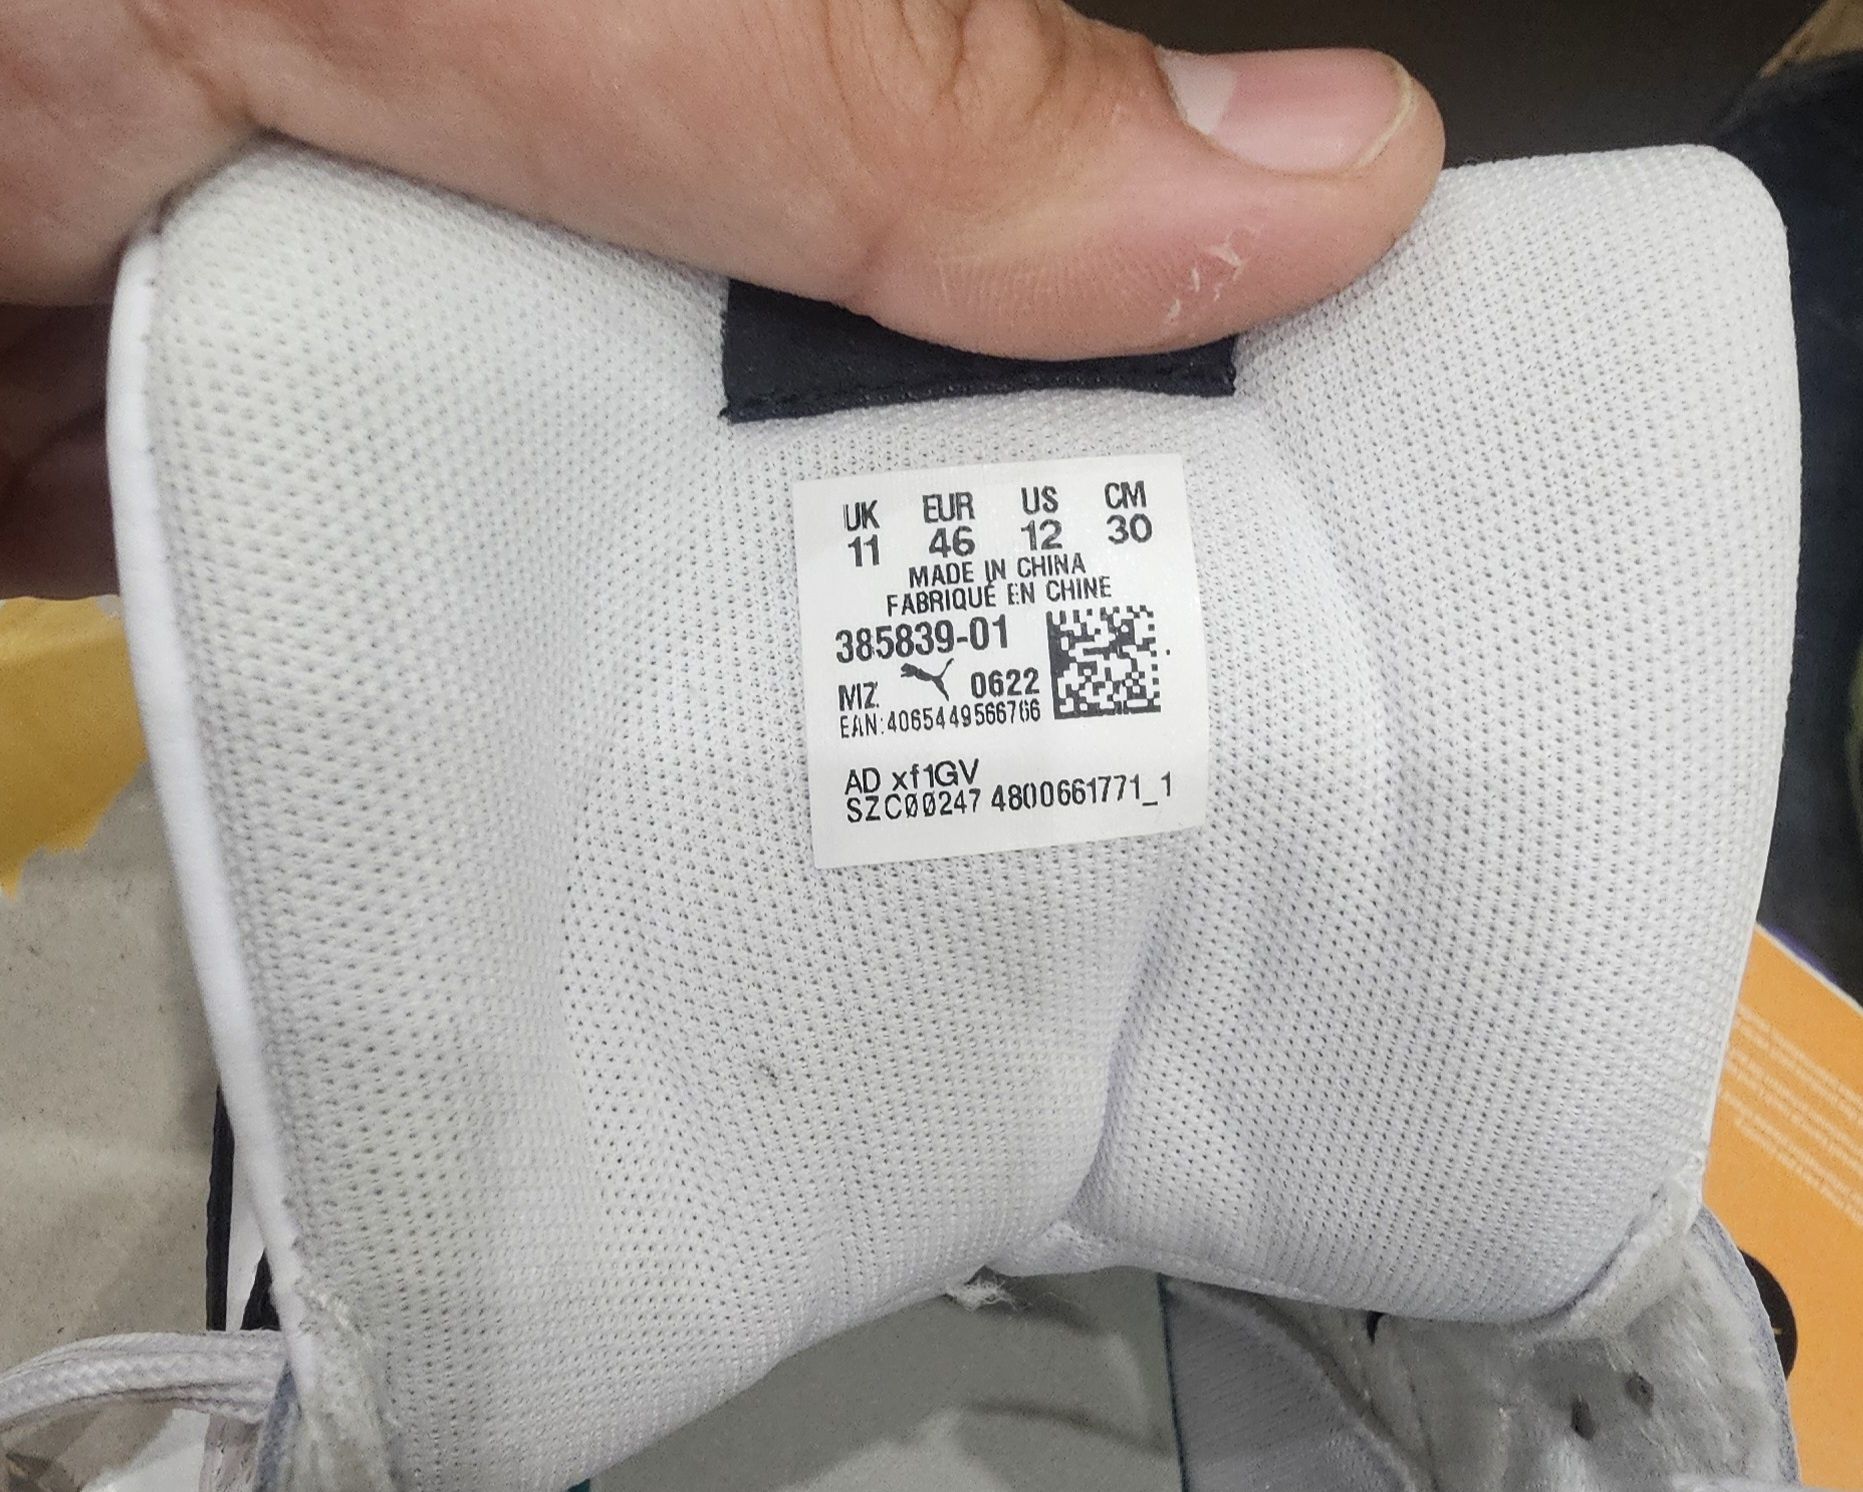 UK EUR US CM
11 46 12 30
MADE IN CHINA
FABRIQUÉ EN CHINE
385839-01
MZ 0622
EAN:4065449566766
AD xf1GV
SZC00247 4800661771_1